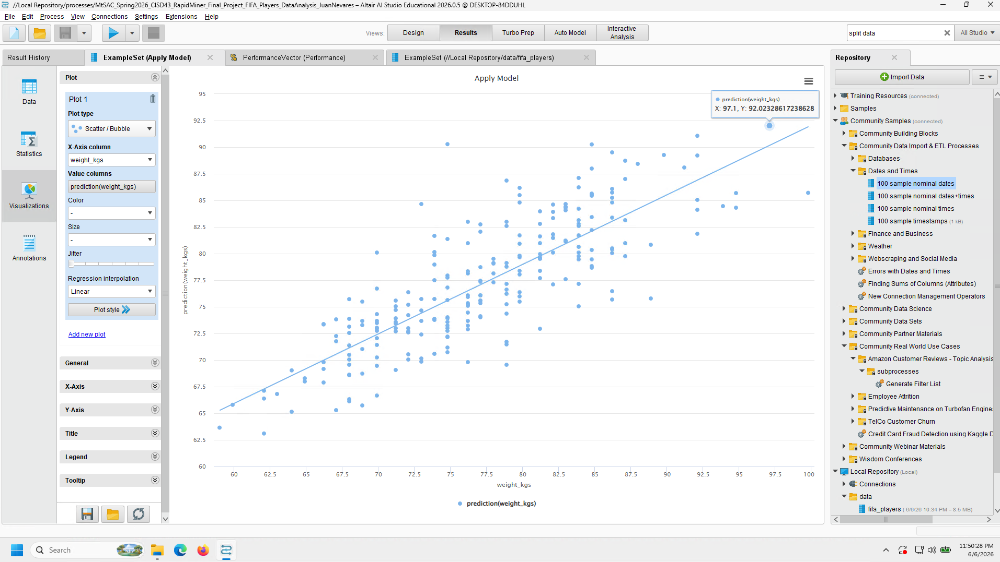 //Local Repository/processes/MtSAC_Spring2026_CISD43_RapidMiner_Final_Project_FIFA_Players_DataAnalysis_JuanNevares – Altair AI Studio Educational 2026.0.5 @ DESKTOP-84DDUHL
File Edit Process View Connections Settings Extensions Help
Views: Design Results Turbo Prep Auto Model Interactive Analysis
split data All Studio
Result History
ExampleSet (Apply Model)
PerformanceVector (Performance)
ExampleSet (//Local Repository/data/fifa_players)
Data
Statistics
Visualizations
Annotations
Plot
Plot 1
Plot type
Scatter / Bubble
X-Axis column
weight_kgs
Value columns
prediction(weight_kgs)
Color
-
Size
-
Jitter
Regression interpolation
Linear
Plot style
Add new plot
General
X-Axis
Y-Axis
Title
Legend
Tooltip
Apply Model
prediction(weight_kgs)
X: 97.1, Y: 92.02328617238628
95
92.5
90
87.5
85
82.5
80
77.5
75
72.5
70
67.5
65
62.5
60
prediction(weight_kgs)
60 62.5 65 67.5 70 72.5 75 77.5 80 82.5 85 87.5 90 92.5 95 97.5 100
weight_kgs
prediction(weight_kgs)
Repository
Import Data
Training Resources (connected)
Samples
Community Samples (connected)
Community Building Blocks
Community Data Import & ETL Processes
Databases
Dates and Times
100 sample nominal dates
100 sample nominal dates+times
100 sample nominal times
100 sample timestamps (1 kB)
Finance and Business
Weather
Webscraping and Social Media
Errors with Dates and Times
Finding Sums of Columns (Attributes)
New Connection Management Operators
Community Data Science
Community Data Sets
Community Partner Materials
Community Real World Use Cases
Amazon Customer Reviews - Topic Analysis
subprocesses
Generate Filter List
Employee Attrition
Predictive Maintenance on Turbofan Engines
TelCo Customer Churn
Credit Card Fraud Detection using Kaggle D
Community Webinar Materials
Wisdom Conferences
Local Repository (Local)
Connections
data
fifa_players (6/6/26 10:34 PM – 8.5 MB)
Search
11:50:28 PM
6/6/2026